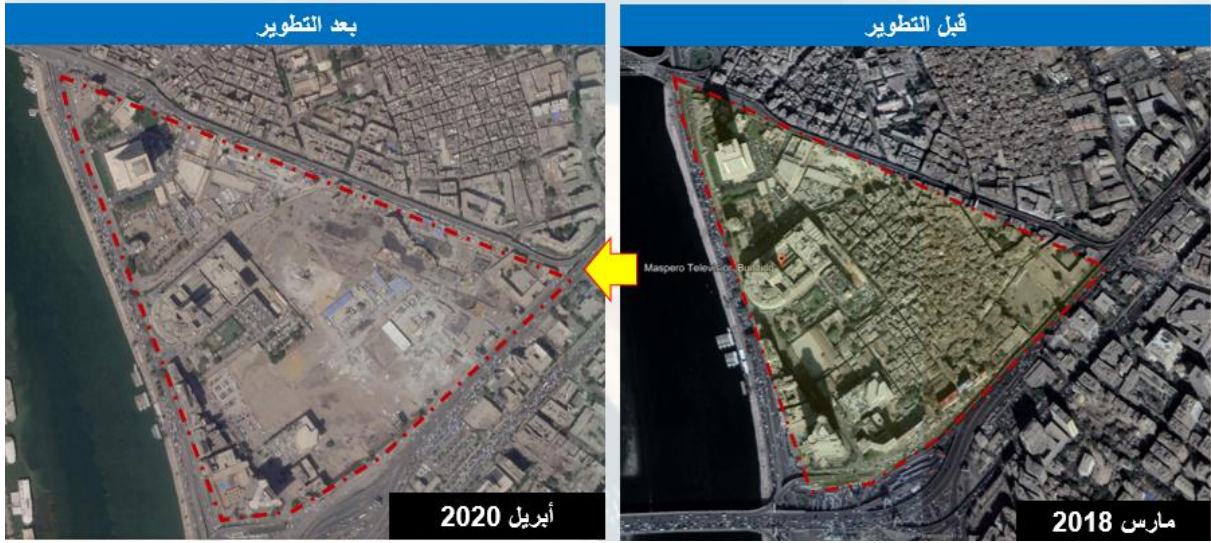 قبل التطوير
بعد التطوير
Maspero Television Building
مارس 2018
أبريل 2020